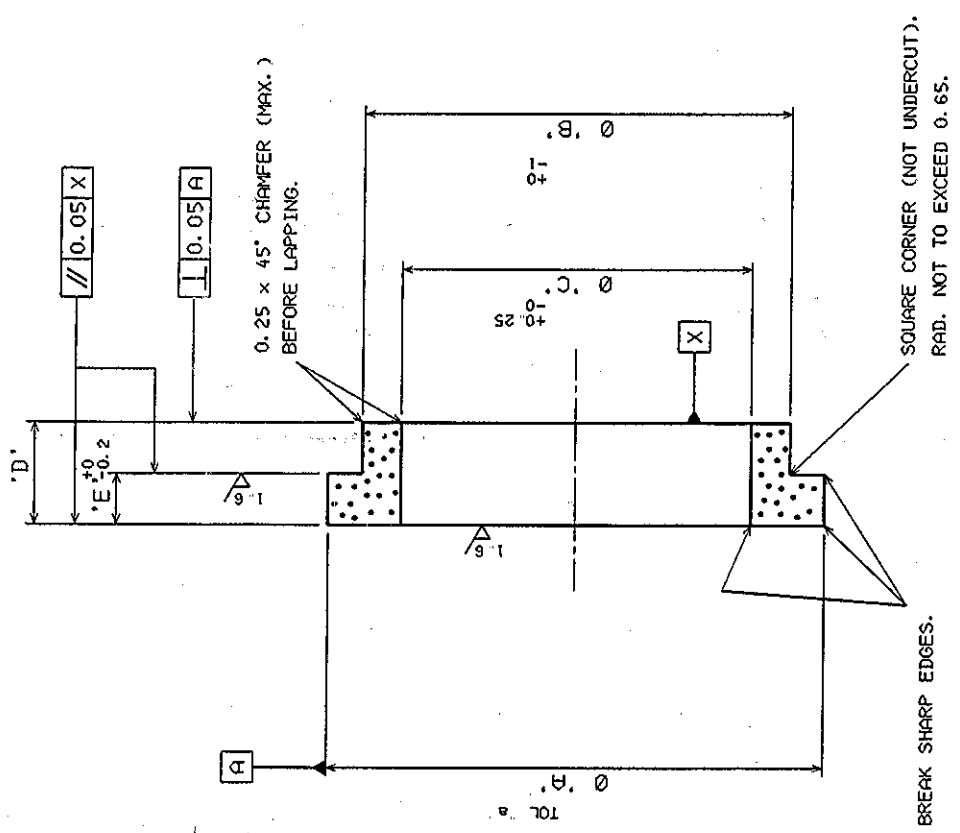 'D'
'E' +0
-0.2
// 0.05 X
⊥ 0.05 A
0.25 x 45° CHAMFER (MAX.)
BEFORE LAPPING.
1.6
1.6
Ø 'B'
+0
-1
Ø 'C'
+0.25
-0
X
A
Ø 'A'
TOL "a"
SQUARE CORNER (NOT UNDERCUT).
RAD. NOT TO EXCEED 0.65.
BREAK SHARP EDGES.